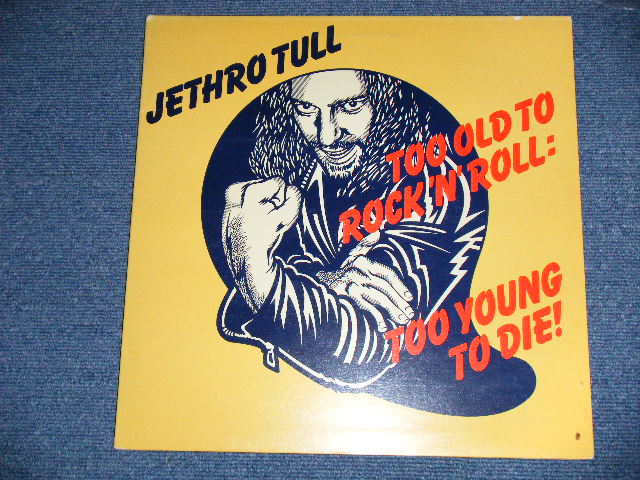 JETHRO TULL
TOO OLD TO
ROCK 'N' ROLL:
TOO YOUNG
TO DIE!